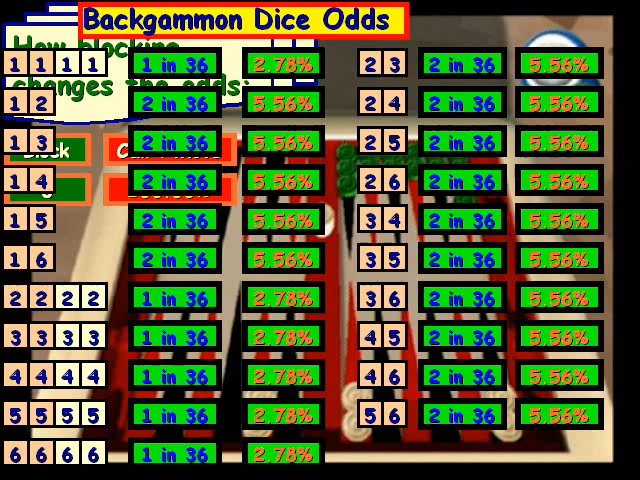 Backgammon Dice Odds
How blocking
changes the odds:
1 1 1 1 1 in 36 2.78% 2 3 2 in 36 5.56%
1 2 2 in 36 5.56% 2 4 2 in 36 5.56%
1 3 2 in 36 5.56% 2 5 2 in 36 5.56%
1 4 2 in 36 5.56% 2 6 2 in 36 5.56%
1 5 2 in 36 5.56% 3 4 2 in 36 5.56%
1 6 2 in 36 5.56% 3 5 2 in 36 5.56%
2 2 2 2 1 in 36 2.78% 3 6 2 in 36 5.56%
3 3 3 3 1 in 36 2.78% 4 5 2 in 36 5.56%
4 4 4 4 1 in 36 2.78% 4 6 2 in 36 5.56%
5 5 5 5 1 in 36 2.78% 5 6 2 in 36 5.56%
6 6 6 6 1 in 36 2.78%